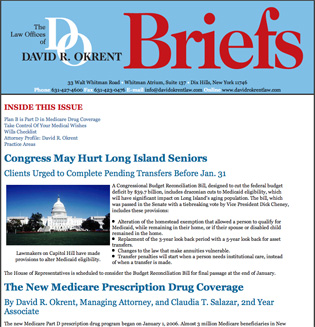 The
Law Offices
of
DO
DAVID R. OKRENT
Briefs
33 Walt Whitman Road Whitman Atrium, Suite 137 Dix Hills, New York 11746
Phone 631-427-4600 Fax 631-423-0476 E-mail info@davidokrentlaw.com Online www.davidokrentlaw.com
INSIDE THIS ISSUE
Plan B is Part D in Medicare Drug Coverage
Take Control Of Your Medical Wishes
Wills Checklist
Attorney Profile: David R. Okrent
Practice Areas
Congress May Hurt Long Island Seniors
Clients Urged to Complete Pending Transfers Before Jan. 31
A Congressional Budget Reconciliation Bill, designed to cut the federal budget
deficit by $39.7 billion, includes draconian cuts to Medicaid eligibility, which
will have significant impact on Long Island's aging population. The bill, which
was passed in the Senate with a tiebreaking vote by Vice President Dick Cheney,
includes these provisions:
● Alteration of the homestead exemption that allowed a person to qualify for
Medicaid, while remaining in their home, or if their spouse or disabled child
remained in the home.
● Replacement of the 3-year look back period with a 5-year look back for asset
transfers.
● Changes to the law that make annuities vulnerable.
● Transfer penalties will start when a person needs institutional care, instead
of when a transfer is made.
Lawmakers on Capitol Hill have made
provisions to alter Medicaid eligibility.
The House of Representatives is scheduled to consider the Budget Reconciliation Bill for final passage at the end of January.
The New Medicare Prescription Drug Coverage
By David R. Okrent, Managing Attorney, and Claudia T. Salazar, 2nd Year
Associate
The new Medicare Part D prescription drug program began on January 1, 2006. Almost 3 million Medicare beneficiaries in New